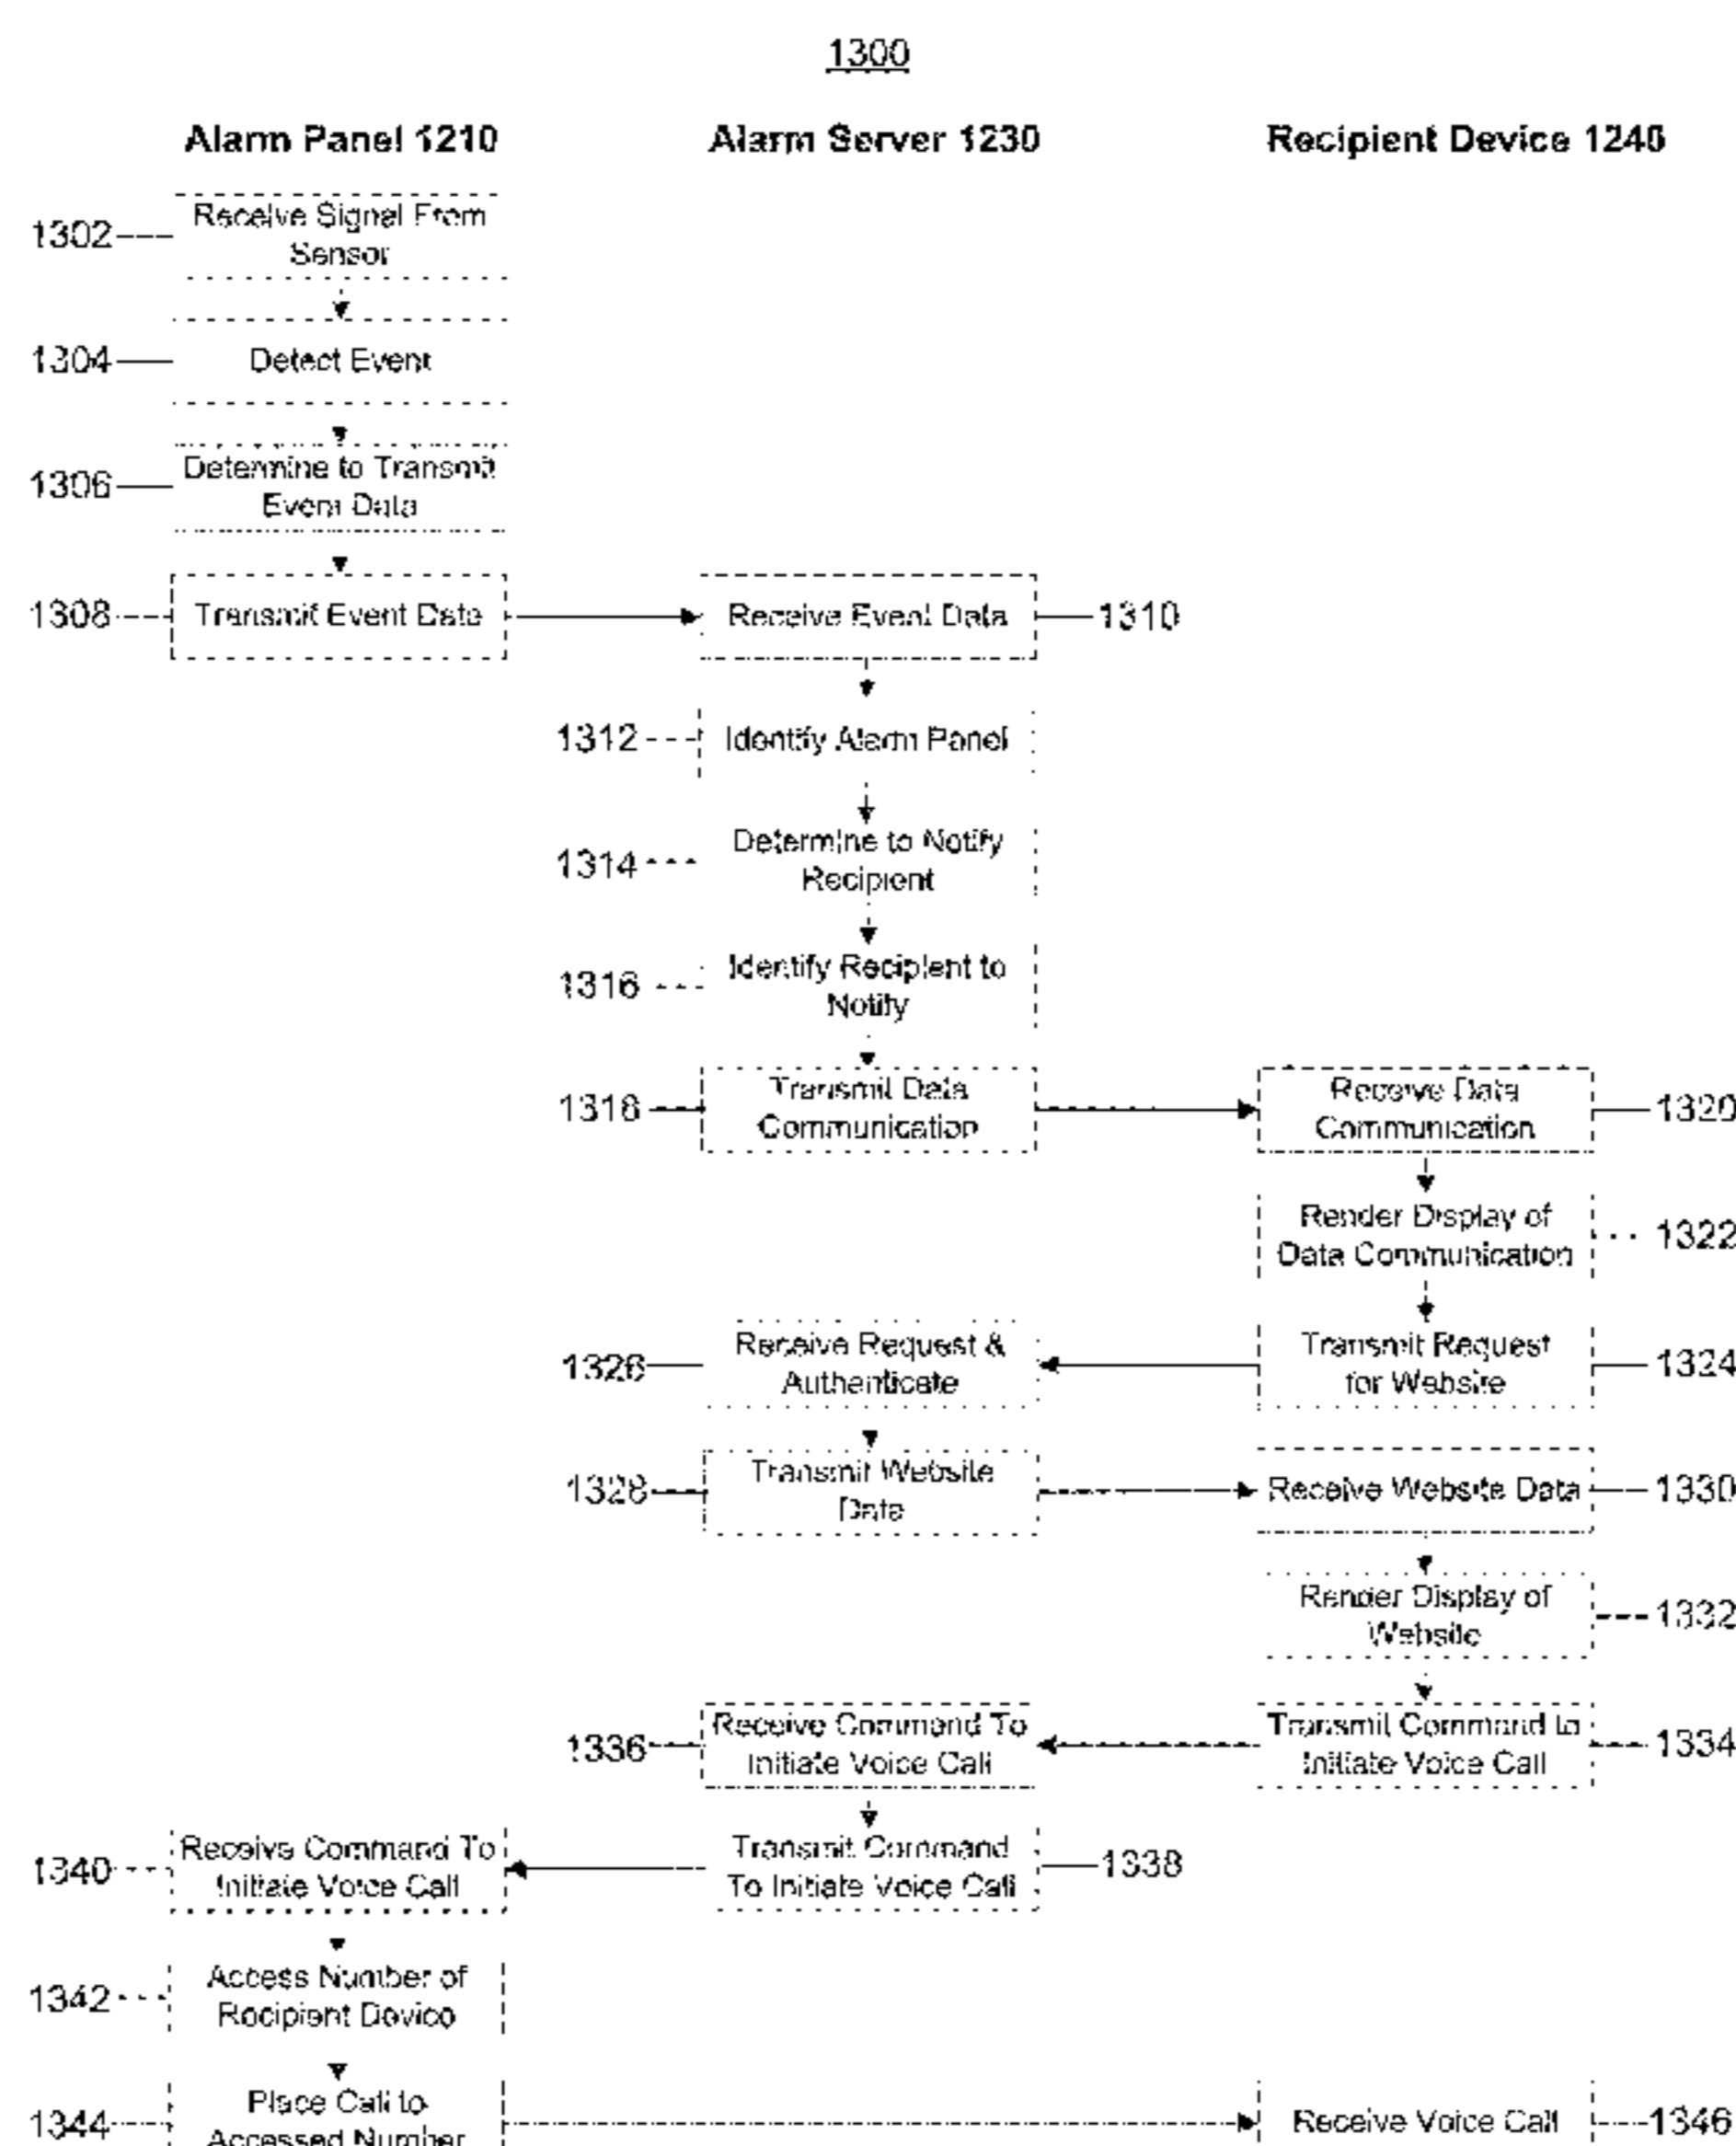 1300
Alarm Panel 1210
Alarm Server 1230
Recipient Device 1240
1302
Receive Signal From
Sensor
1304
Detect Event
1306
Determine to Transmit
Event Data
1308
Transmit Event Data
Receive Event Data
1310
1312
Identify Alarm Panel
1314
Determine to Notify
Recipient
1316
Identify Recipient to
Notify
1318
Transmit Data
Communication
Receive Data
Communication
1320
Render Display of
Data Communication
1322
1326
Receive Request &
Authenticate
Transmit Request
for Website
1324
1328
Transmit Website
Data
Receive Website Data
1330
Render Display of
Website
1332
1336
Receive Command To
Initiate Voice Call
Transmit Command to
Initiate Voice Call
1334
1340
Receive Command To
Initiate Voice Call
Transmit Command
To Initiate Voice Call
1338
1342
Access Number of
Recipient Device
1344
Place Call to
Accessed Number
Receive Voice Call
1346